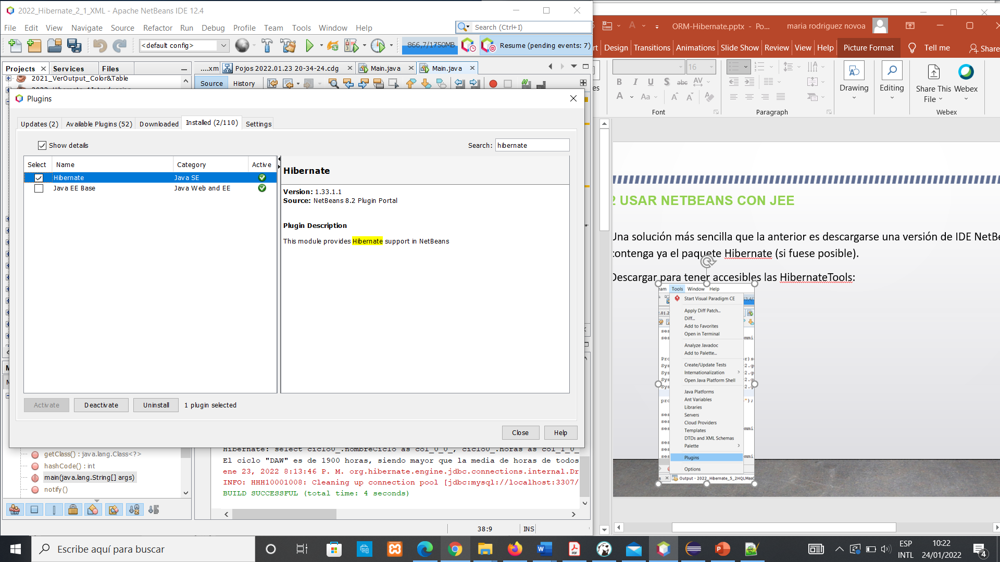 2022_Hibernate_2_1_XML - Apache NetBeans IDE 12.4
File Edit View Navigate Source Refactor Run Debug Profile Team Tools Window Help
Search (Ctrl+I)
<default config>
866,7/1750MB
Resume (pending events: 7)
Projects
Services
Files
....xm
Pojos 2022.01.23 20-34-24.cdg
Main.java
Main.java
2021_VerOutput_Color&Table
Source
History
Plugins
Updates (2)
Available Plugins (52)
Downloaded
Installed (2/110)
Settings
Show details
Search:
hibernate
Select Name Category Active
Hibernate Java SE
Java EE Base Java Web and EE
Hibernate
Version: 1.33.1.1
Source: NetBeans 8.2 Plugin Portal
Plugin Description
This module provides Hibernate support in NetBeans
Activate
Deactivate
Uninstall
1 plugin selected
Close
Help
getClass() : java.lang.Class<?>
hashCode() : int
main(java.lang.String[] args)
notify()
Hibernate: select ciclo0_.nombreCiclo as col_0_0_, ciclo0_.horas as col_1_0_
El ciclo "DAW" es de 1900 horas, siendo mayor que la media de horas de todos
ene 23, 2022 8:13:46 P. M. org.hibernate.engine.jdbc.connections.internal.Dr
INFO: HHH10001008: Cleaning up connection pool [jdbc:mysql://localhost:3307/
BUILD SUCCESSFUL (total time: 4 seconds)
38:9
INS
ORM-Hibernate.pptx - Po...
maria rodriguez novoa
Design Transitions Animations Slide Show Review View Help Picture Format Tell me Share
16
Drawing
Editing
Share This File
Webex
Font
Paragraph
Webex
2 USAR NETBEANS CON JEE
Una solución más sencilla que la anterior es descargarse una versión de IDE NetBe
contenga ya el paquete Hibernate (si fuese posible).
Descargar para tener accesibles las HibernateTools:
eam Tools Window Help
Start Visual Paradigm CE
Apply Diff Patch...
Diff...
Add to Favorites
Open in Terminal
Analyze Javadoc
Add to Palette...
Create/Update Tests
Internationalization
Open Java Platform Shell
Java Platforms
Ant Variables
Libraries
Servers
Cloud Providers
Templates
DTDs and XML Schemas
Palette
Plugins
Options
Output - 2022_Hibernate_5_2HQLMas
Escribe aquí para buscar
ESP
INTL
10:22
24/01/2022
4